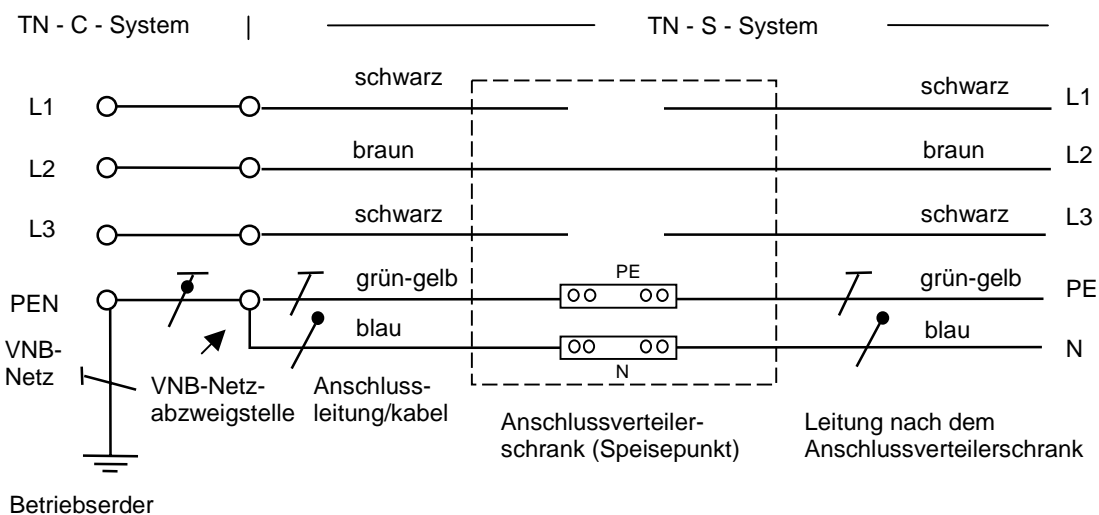 TN - C - System | TN - S - System
L1 schwarz schwarz L1
L2 braun braun L2
L3 schwarz schwarz L3
PEN grün-gelb PE grün-gelb PE
blau N blau N
VNB-
Netz
VNB-Netz-
abzweigstelle
Anschluss-
leitung/kabel
Anschlussverteiler-
schrank (Speisepunkt)
Leitung nach dem
Anschlussverteilerschrank
Betriebserder